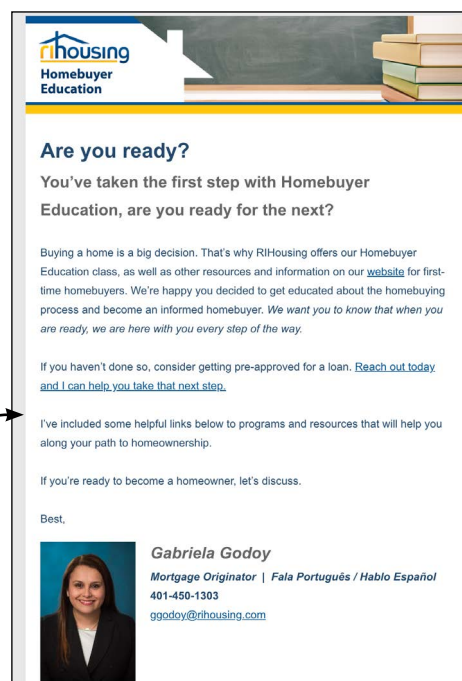 rihousing
Homebuyer
Education
Are you ready?
You've taken the first step with Homebuyer
Education, are you ready for the next?
Buying a home is a big decision. That's why RIHousing offers our Homebuyer
Education class, as well as other resources and information on our website for first-
time homebuyers. We're happy you decided to get educated about the homebuying
process and become an informed homebuyer. We want you to know that when you
are ready, we are here with you every step of the way.
If you haven't done so, consider getting pre-approved for a loan. Reach out today
and I can help you take that next step.
I've included some helpful links below to programs and resources that will help you
along your path to homeownership.
If you're ready to become a homeowner, let's discuss.
Best,
Gabriela Godoy
Mortgage Originator | Fala Português / Hablo Español
401-450-1303
ggodoy@rihousing.com